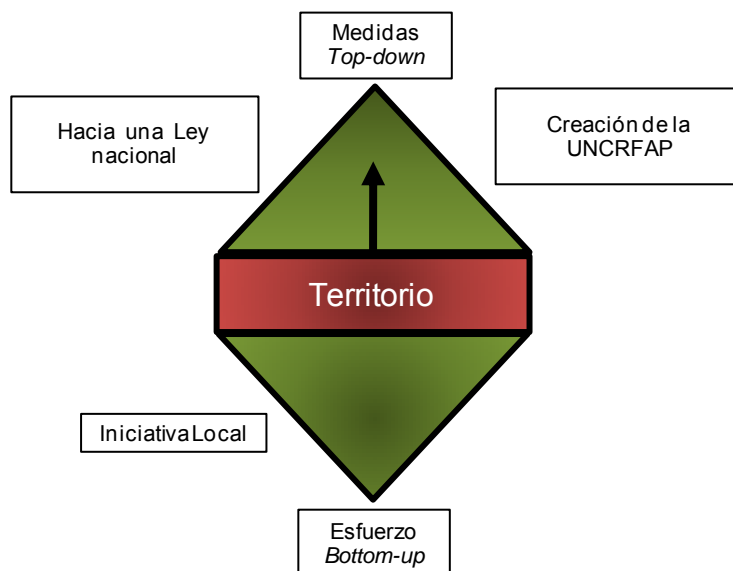 Medidas
Top-down
Hacia una Ley
nacional
Creación de la
UNCRFAP
Territorio
Iniciativa Local
Esfuerzo
Bottom-up